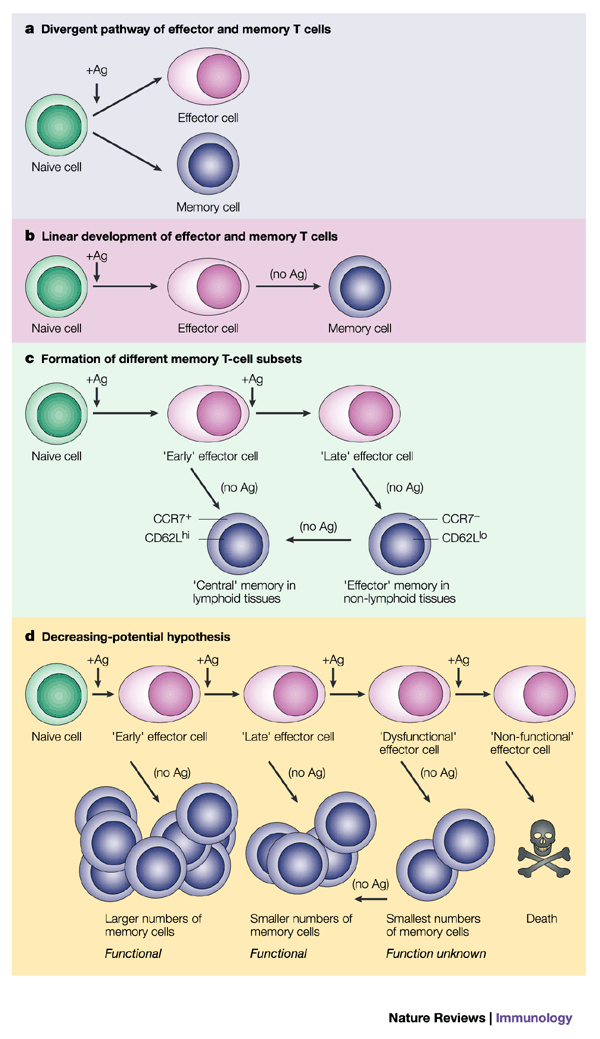 a Divergent pathway of effector and memory T cells
+Ag
Naive cell
Effector cell
Memory cell
b Linear development of effector and memory T cells
+Ag
(no Ag)
Naive cell
Effector cell
Memory cell
c Formation of different memory T-cell subsets
+Ag
+Ag
Naive cell
'Early' effector cell
'Late' effector cell
(no Ag)
(no Ag)
CCR7+
CD62Lhi
(no Ag)
CCR7–
CD62Llo
'Central' memory in
lymphoid tissues
'Effector' memory in
non-lymphoid tissues
d Decreasing-potential hypothesis
+Ag
+Ag
+Ag
+Ag
Naive cell
'Early' effector cell
'Late' effector cell
'Dysfunctional'
effector cell
'Non-functional'
effector cell
(no Ag)
(no Ag)
(no Ag)
(no Ag)
Larger numbers of
memory cells
Functional
Smaller numbers of
memory cells
Functional
Smallest numbers
of memory cells
Function unknown
Death
Nature Reviews | Immunology